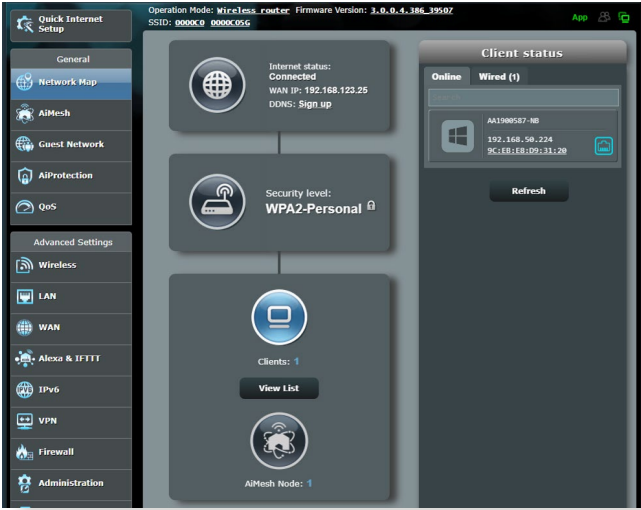 Quick Internet
Setup
Operation Mode: Wireless router Firmware Version: 3.0.0.4.386_39507
SSID: 0000C0 0000C05G
App
General
Network Map
AiMesh
Guest Network
AiProtection
QoS
Advanced Settings
Wireless
LAN
WAN
Alexa & IFTTT
IPv6
VPN
Firewall
Administration
Internet status:
Connected
WAN IP: 192.168.123.25
DDNS: Sign up
Security level:
WPA2-Personal
Clients: 1
View List
AiMesh Node: 1
Client status
Online
Wired (1)
AA1900587-NB
192.168.50.224
9C:EB:E8:D9:31:20
Refresh